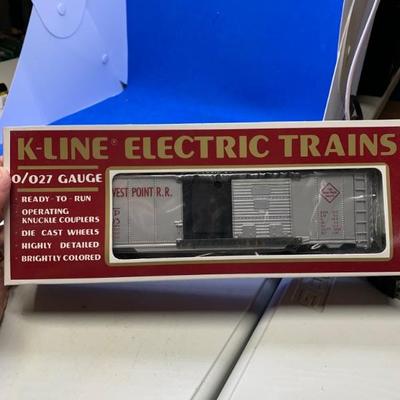 K-LINE® ELECTRIC TRAINS
O/O27 GAUGE
• READY-TO-RUN
• OPERATING
KNUCKLE COUPLERS
• DIE CAST WHEELS
• HIGHLY DETAILED
• BRIGHTLY COLORED
WEST POINT R.R.